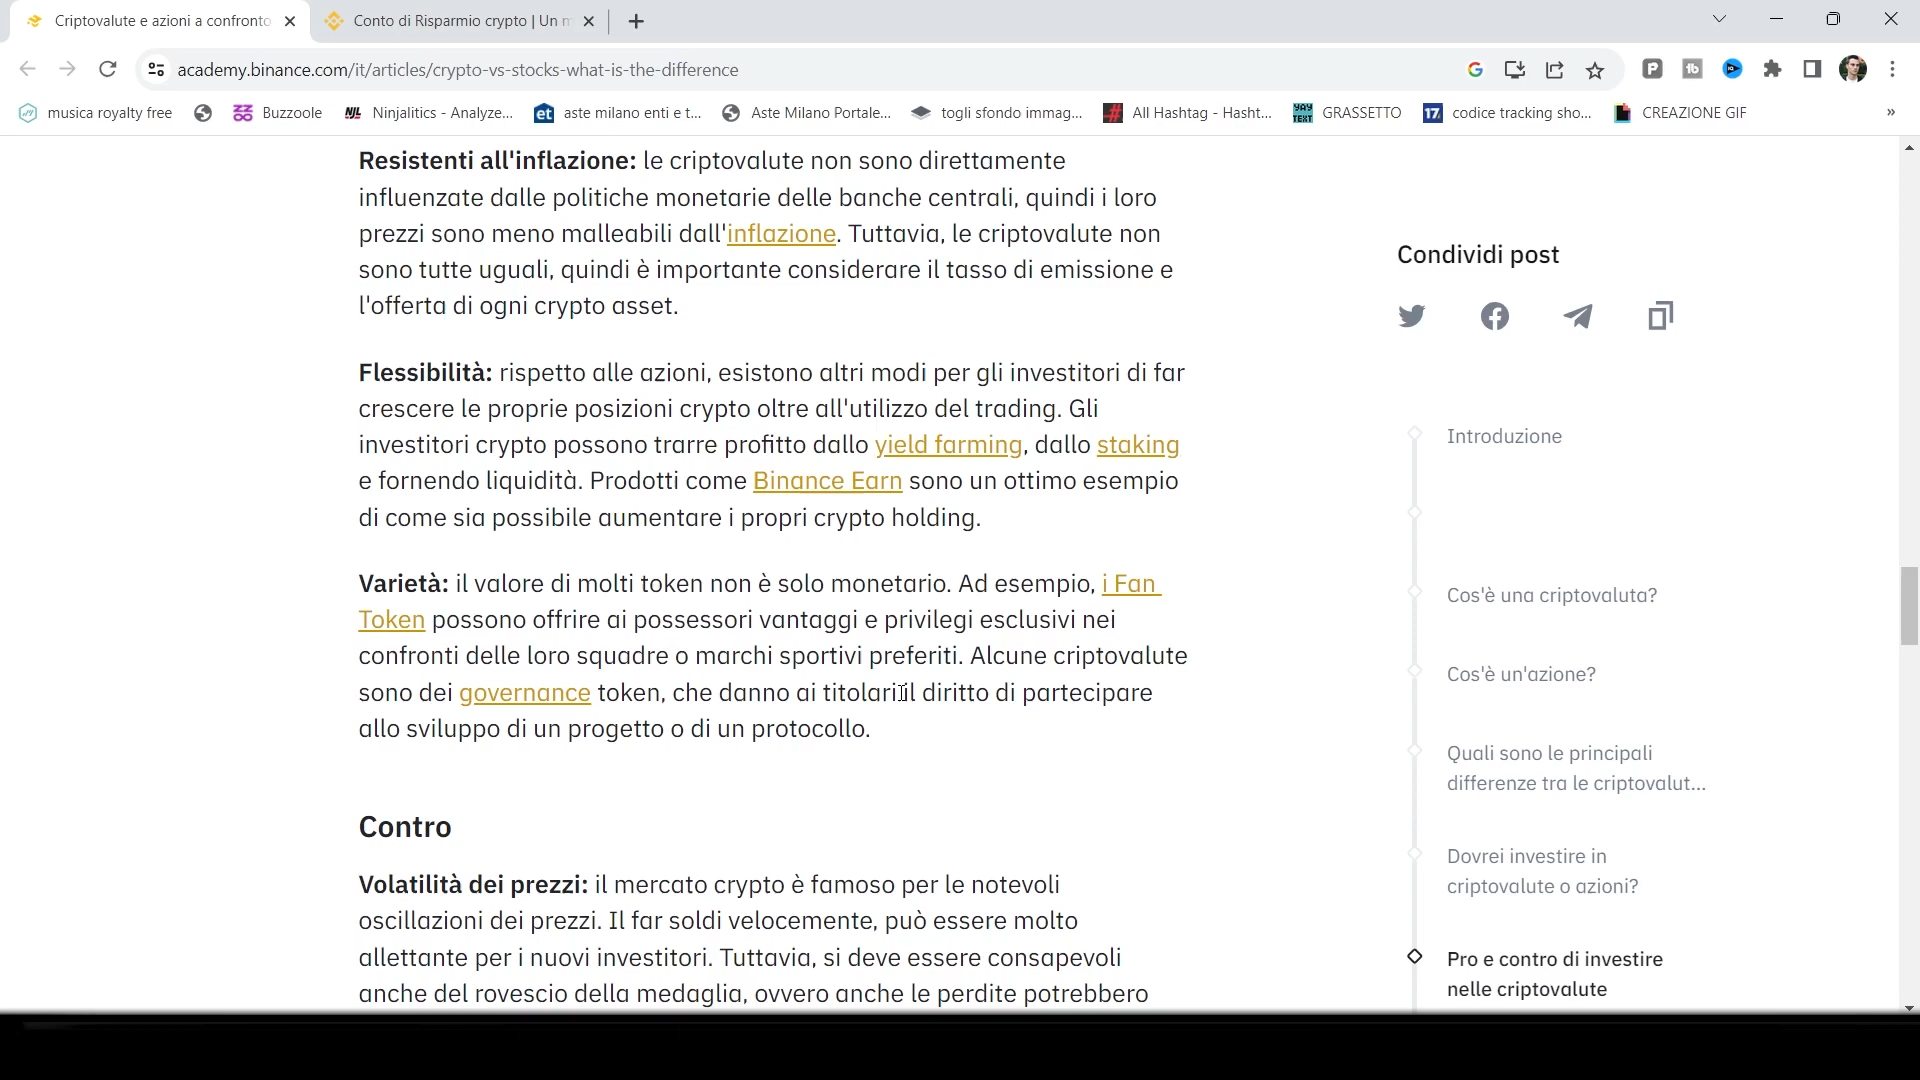 Criptovalute e azioni a confronto
Conto di Risparmio crypto | Un m
academy.binance.com/it/articles/crypto-vs-stocks-what-is-the-difference
musica royalty free
Buzzoole
Ninjalitics - Analyze...
aste milano enti e t...
Aste Milano Portale...
togli sfondo immag...
All Hashtag - Hasht...
GRASSETTO
codice tracking sho...
CREAZIONE GIF
»
Resistenti all'inflazione: le criptovalute non sono direttamente
influenzate dalle politiche monetarie delle banche centrali, quindi i loro
prezzi sono meno malleabili dall'inflazione. Tuttavia, le criptovalute non
sono tutte uguali, quindi è importante considerare il tasso di emissione e
l'offerta di ogni crypto asset.
Flessibilità: rispetto alle azioni, esistono altri modi per gli investitori di far
crescere le proprie posizioni crypto oltre all'utilizzo del trading. Gli
investitori crypto possono trarre profitto dallo yield farming, dallo staking
e fornendo liquidità. Prodotti come Binance Earn sono un ottimo esempio
di come sia possibile aumentare i propri crypto holding.
Varietà: il valore di molti token non è solo monetario. Ad esempio, i Fan
Token possono offrire ai possessori vantaggi e privilegi esclusivi nei
confronti delle loro squadre o marchi sportivi preferiti. Alcune criptovalute
sono dei governance token, che danno ai titolari il diritto di partecipare
allo sviluppo di un progetto o di un protocollo.
Contro
Volatilità dei prezzi: il mercato crypto è famoso per le notevoli
oscillazioni dei prezzi. Il far soldi velocemente, può essere molto
allettante per i nuovi investitori. Tuttavia, si deve essere consapevoli
anche del rovescio della medaglia, ovvero anche le perdite potrebbero
Condividi post
Introduzione
Cos'è una criptovaluta?
Cos'è un'azione?
Quali sono le principali
differenze tra le criptovalut...
Dovrei investire in
criptovalute o azioni?
Pro e contro di investire
nelle criptovalute